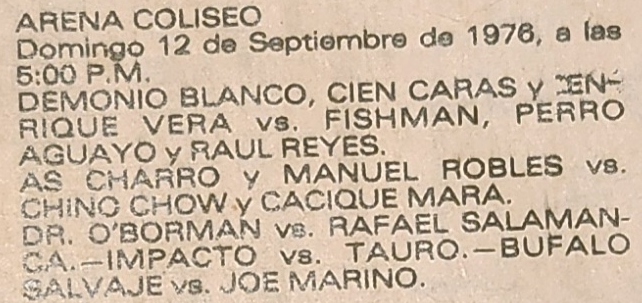 ARENA COLISEO
Domingo 12 de Septiembre de 1976, a las
5:00 P.M.
DEMONIO BLANCO, CIEN CARAS y EN-
RIQUE VERA vs. FISHMAN, PERRO
AGUAYO y RAUL REYES.
AS CHARRO y MANUEL ROBLES vs.
CHINO CHOW y CACIQUE MARA.
DR. O'BORMAN vs. RAFAEL SALAMAN-
CA.—IMPACTO vs. TAURO.—BUFALO
SALVAJE vs. JOE MARINO.